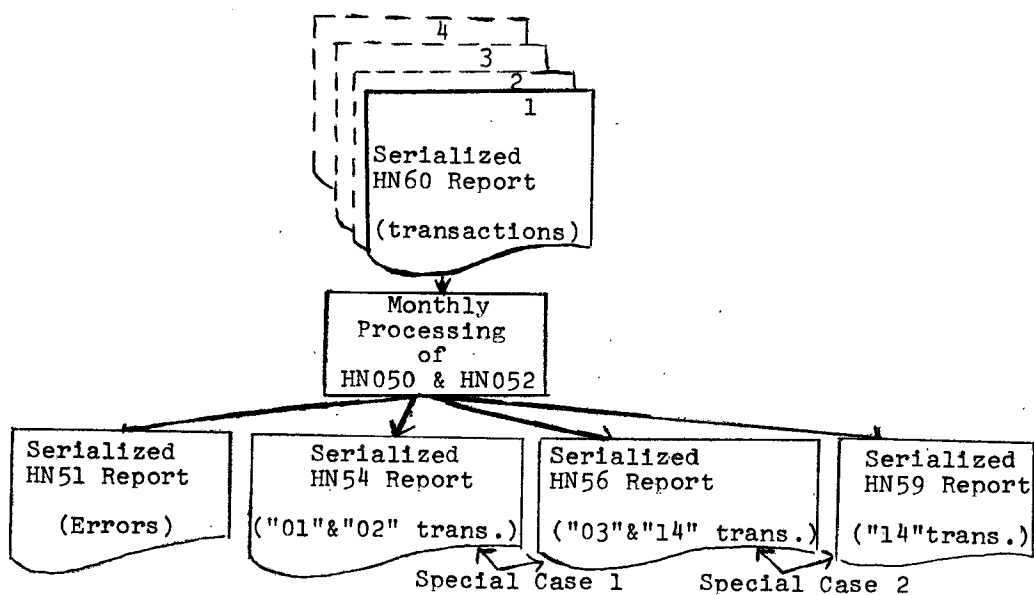 4
3
2
1
Serialized
HN60 Report
(transactions)
Monthly
Processing
of
HN050 & HN052
Serialized
HN51 Report
(Errors)
Serialized
HN54 Report
("01"&"02" trans.)
Serialized
HN56 Report
("03"&"14" trans.)
Serialized
HN59 Report
("14"trans.)
Special Case 1
Special Case 2